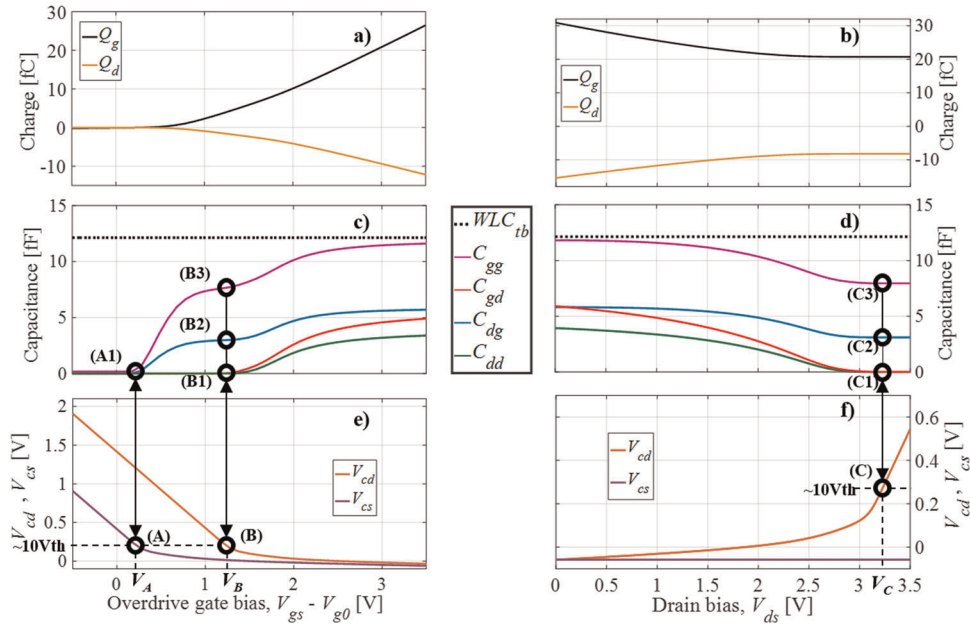 a)
Q_g
Q_d
Charge [fC]
30
20
10
0
-10
b)
Q_g
Q_d
Charge [fC]
30
20
10
0
-10
c)
(A1)
(B3)
(B2)
(B1)
Capacitance [fF]
15
10
5
0
WLC_tb
C_gg
C_gd
C_dg
C_dd
d)
(C3)
(C2)
(C1)
Capacitance [fF]
15
10
5
0
e)
V_cd
V_cs
(A)
(B)
V_cd , V_cs [V]
2
1.5
1
0.5
~10Vth
0
0 1 2 3
V_A V_B
Overdrive gate bias, V_gs - V_g0 [V]
f)
V_cd
V_cs
(C)
~10Vth
V_cd, V_cs [V]
0.6
0.4
0.2
0
0 0.5 1 1.5 2 2.5 3 3.5
V_C
Drain bias, V_ds [V]